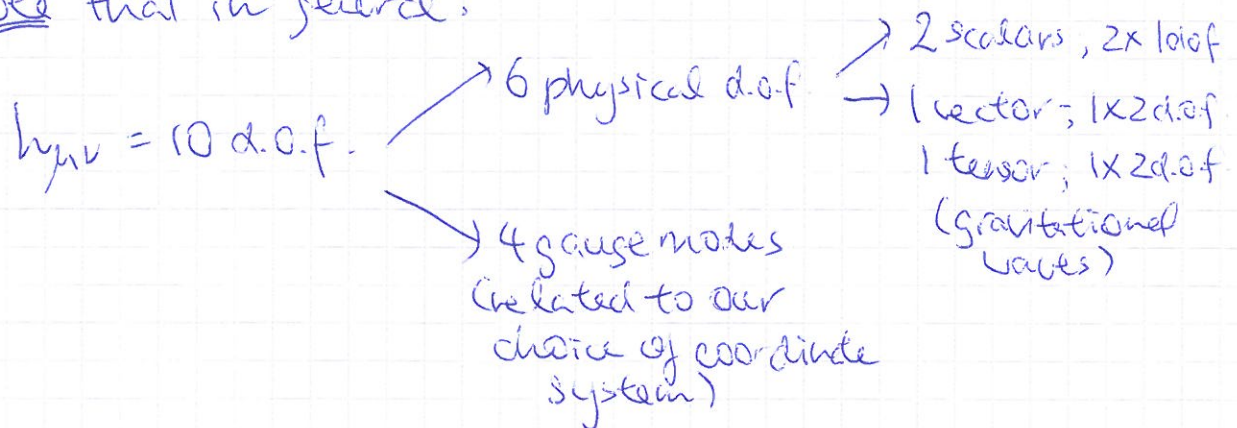 that in general:
2 scalars, 2x 1dof
6 physical d.o.f
1 vector; 1x2d.o.f
hμν = 10 d.o.f.
1 tensor; 1x2d.o.f
(gravitational
waves)
4 gauge modes
(related to our
choice of coordinate
system)